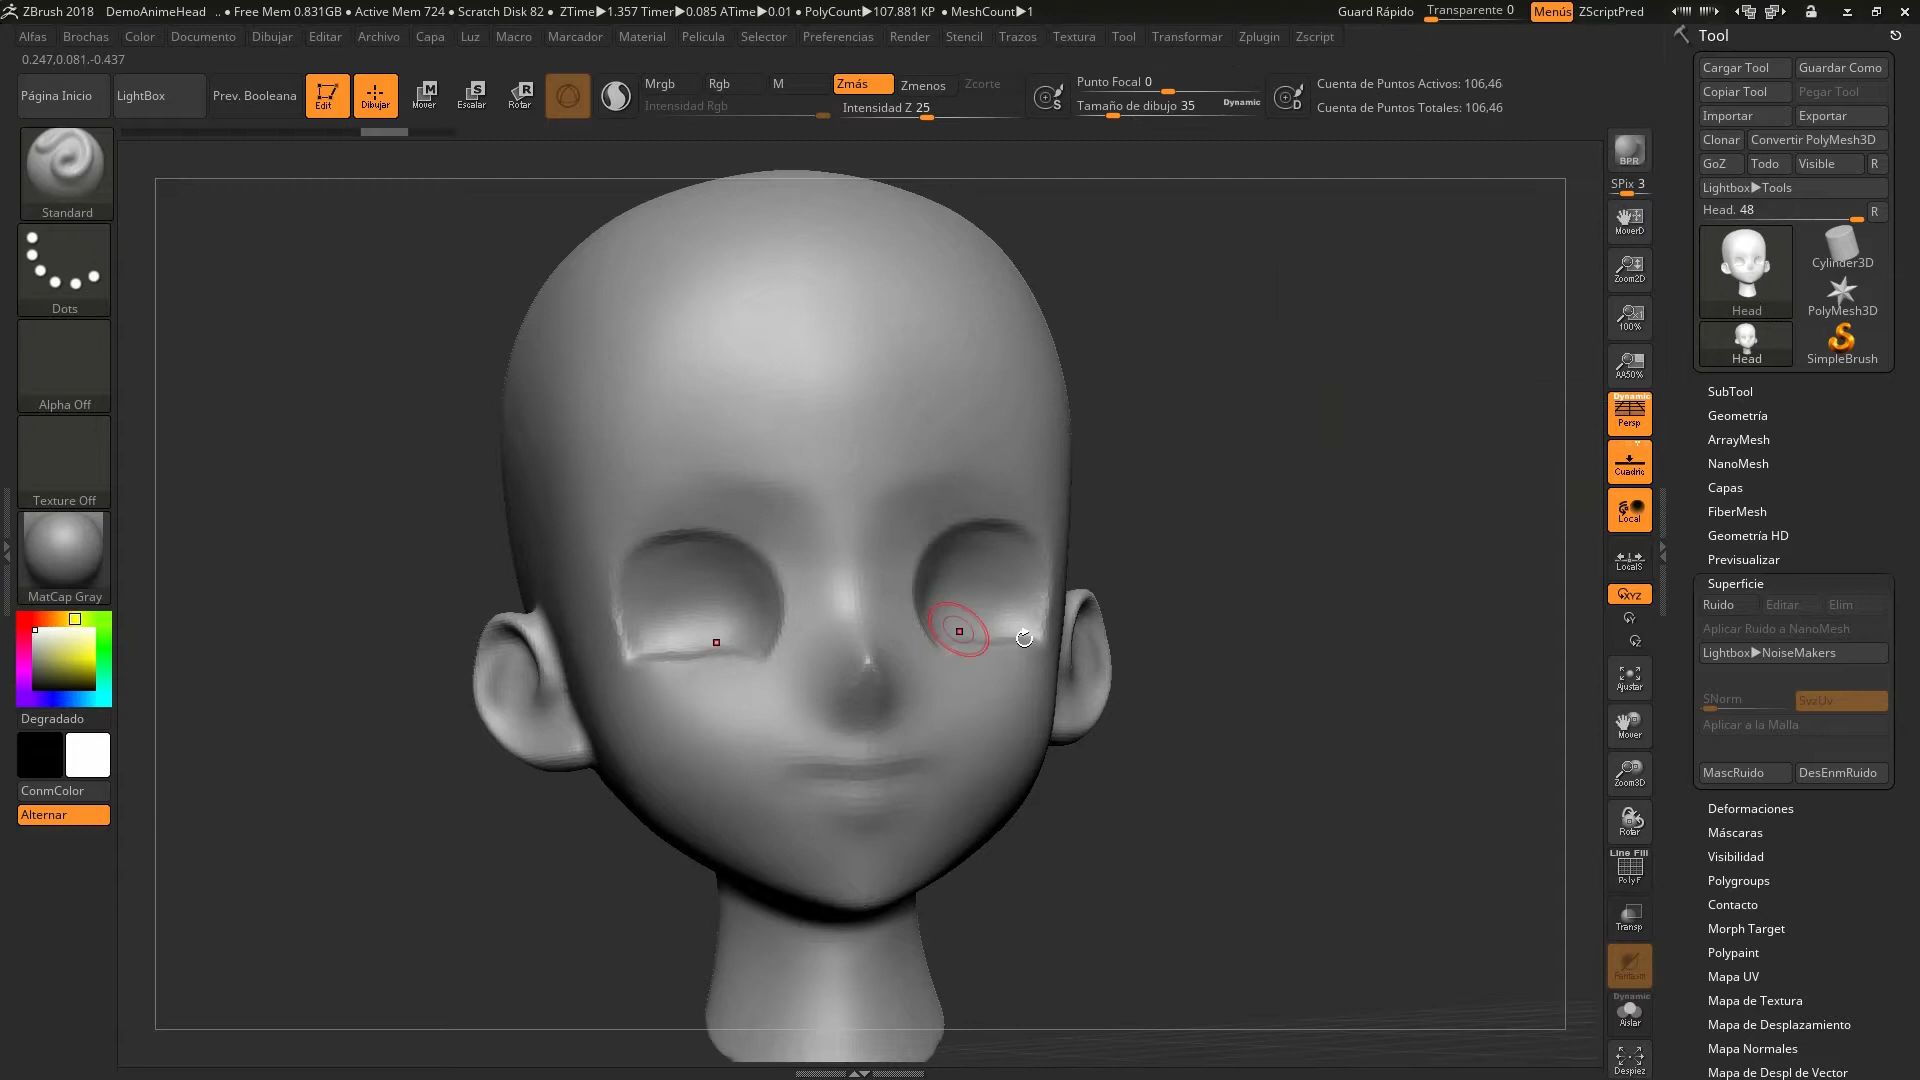 ZBrush 2018 DemoAnimeHead .. • Free Mem 0.831GB • Active Mem 724 • Scratch Disk 82 • ZTime▶1.357 Timer▶0.085 ATime▶0.01 • PolyCount▶107.881 KP • MeshCount▶1 Guard Rápido Transparente 0 Menús ZScriptPred
Alfas Brochas Color Documento Dibujar Editar Archivo Capa Luz Macro Marcador Material Pelicula Selector Preferencias Render Stencil Trazos Textura Tool Transformar Zplugin Zscript
0.247,0.081.-0.437
Página Inicio LightBox Prev. Booleana Edit Dibujar Mover Escalar Rotar
Mrgb Rgb M Zmás Zmenos Zcorte
Intensidad Rgb Intensidad Z 25
Punto Focal 0
Tamaño de dibujo 35 Dynamic
Cuenta de Puntos Activos: 106,46
Cuenta de Puntos Totales: 106,46
Standard
Dots
Alpha Off
Texture Off
MatCap Gray
Degradado
ConmColor
Alternar
BPR
SPix 3
MoverD
Zoom2D
100%
AA50%
Dynamic
Persp
Cuadric
Local
LocalS
XYZ
Ajustar
Mover
Zoom3D
Rotar
Line Fill
PolyF
Transp
Dynamic
Aislar
Despiez
Tool
Cargar Tool Guardar Como
Copiar Tool Pegar Tool
Importar Exportar
Clonar Convertir PolyMesh3D
GoZ Todo Visible R
Lightbox▶Tools
Head. 48 R
Head Cylinder3D
PolyMesh3D
Head SimpleBrush
SubTool
Geometría
ArrayMesh
NanoMesh
Capas
FiberMesh
Geometría HD
Previsualizar
Superficie
Ruido Editar Elim
Aplicar Ruido a NanoMesh
Lightbox▶NoiseMakers
SNorm
Aplicar a la Malla
MascRuido DesEnmRuido
Deformaciones
Máscaras
Visibilidad
Polygroups
Contacto
Morph Target
Polypaint
Mapa UV
Mapa de Textura
Mapa de Desplazamiento
Mapa Normales
Mapa de Despl de Vector